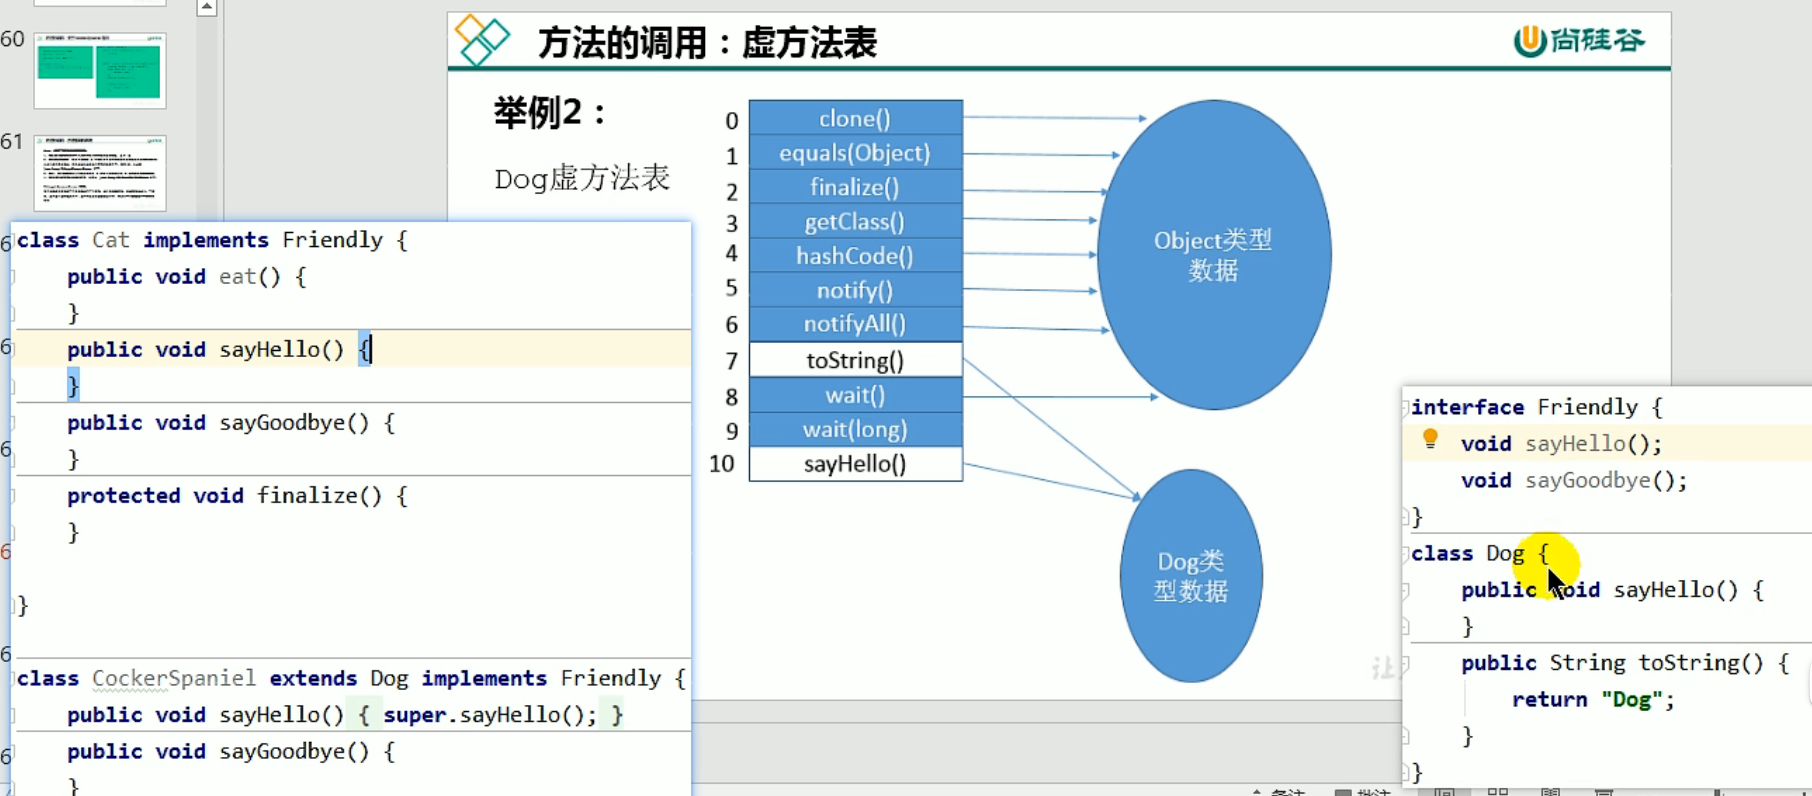 60
61
方法的调用：虚方法表
尚硅谷
举例2：
Dog虚方法表
0 clone()
1 equals(Object)
2 finalize()
3 getClass()
4 hashCode()
5 notify()
6 notifyAll()
7 toString()
8 wait()
9 wait(long)
10 sayHello()
Object类型
数据
Dog类
型数据
class Cat implements Friendly {
public void eat() {
}
public void sayHello() {
}
public void sayGoodbye() {
}
protected void finalize() {
}
}
class CockerSpaniel extends Dog implements Friendly {
public void sayHello() { super.sayHello(); }
public void sayGoodbye() {
}
interface Friendly {
void sayHello();
void sayGoodbye();
}
class Dog {
public void sayHello() {
}
public String toString() {
return "Dog";
}
}
让